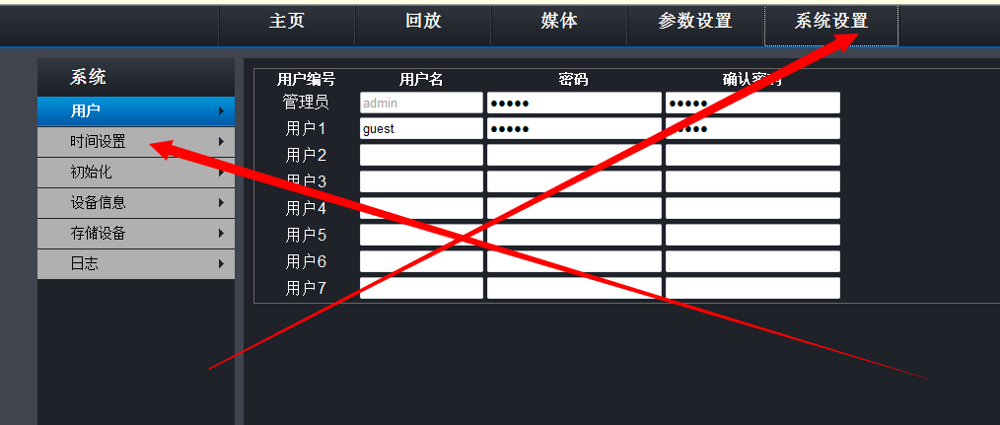 主页 回放 媒体 参数设置 系统设置
系统
用户
时间设置
初始化
设备信息
存储设备
日志
用户编号 用户名 密码 确认密码
管理员 admin ●●●●● ●●●●●
用户1 guest ●●●●● ●●●●●
用户2
用户3
用户4
用户5
用户6
用户7